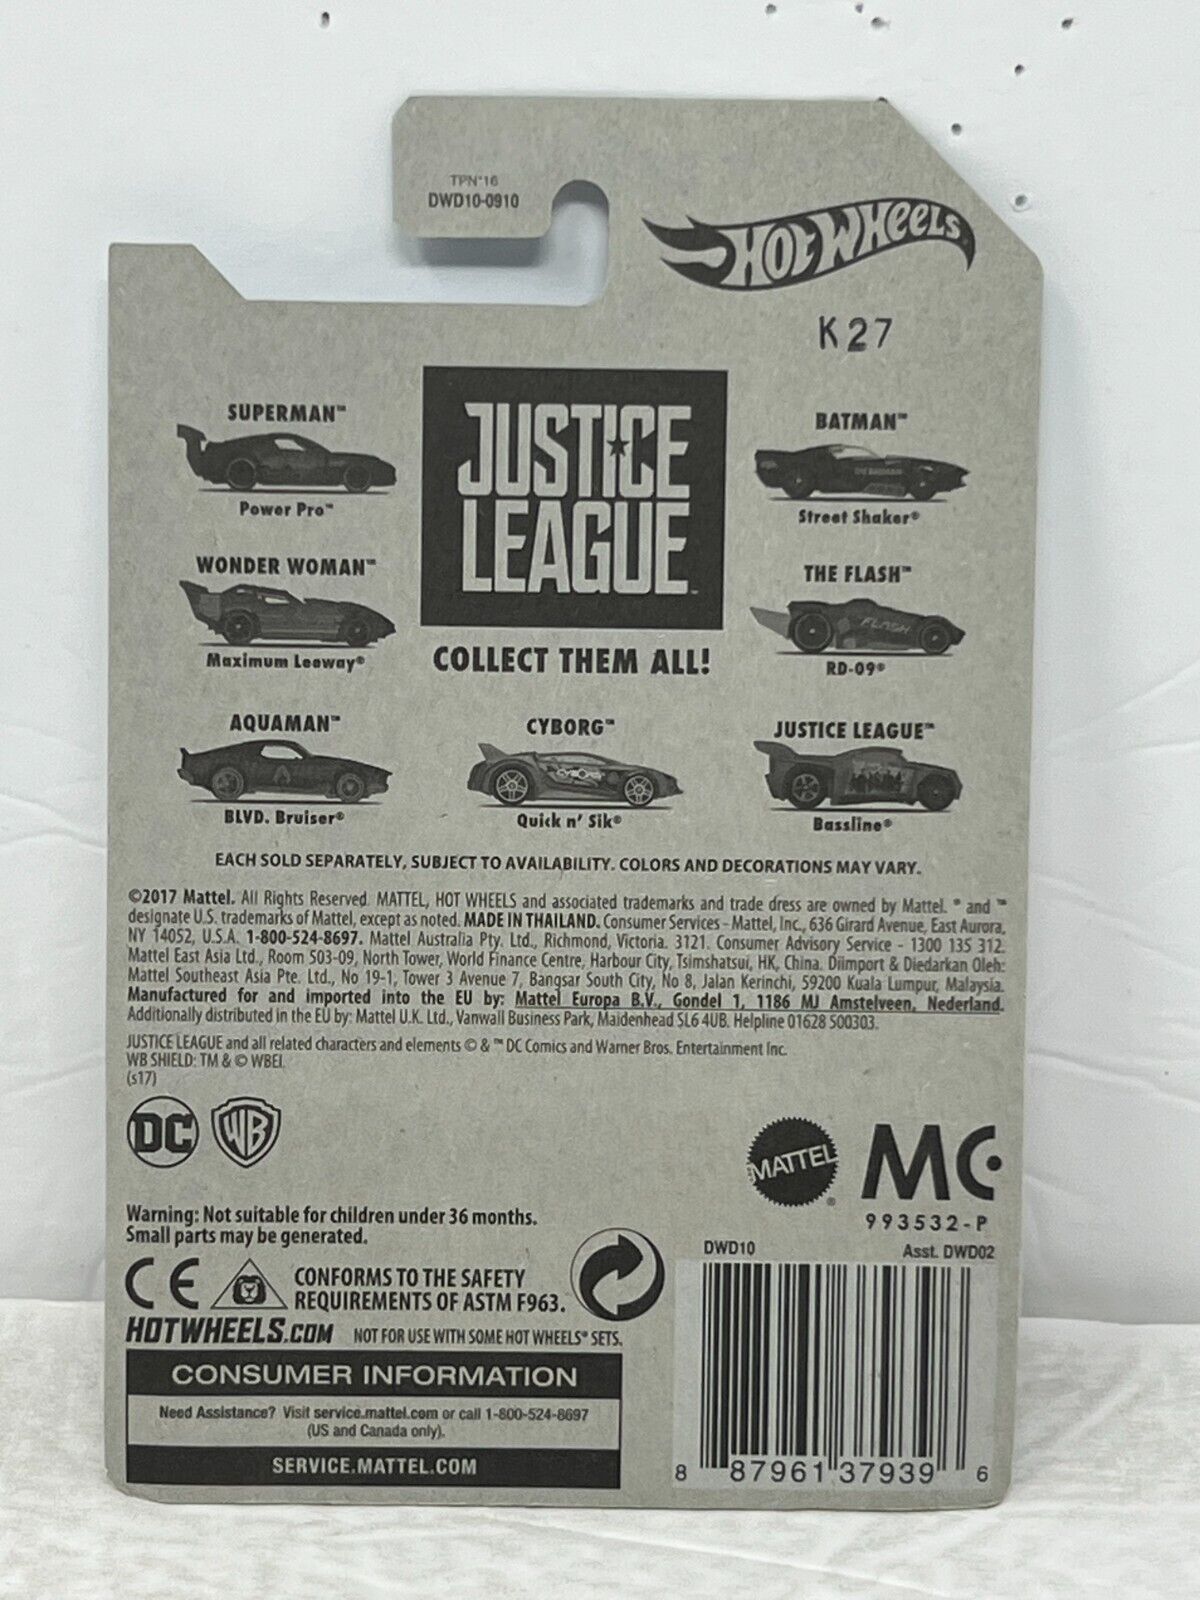 TPN'16
DWD10-0910
HOT WHEELS
K27
SUPERMAN™
Power Pro™
JUSTICE
LEAGUE
COLLECT THEM ALL!
BATMAN™
Street Shaker®
WONDER WOMAN™
Maximum Leeway®
THE FLASH™
FLASH
RD-09®
AQUAMAN™
BLVD. Bruiser®
CYBORG™
CYBORG
Quick n' Sik®
JUSTICE LEAGUE™
Bassline®
EACH SOLD SEPARATELY, SUBJECT TO AVAILABILITY. COLORS AND DECORATIONS MAY VARY.
©2017 Mattel. All Rights Reserved. MATTEL, HOT WHEELS and associated trademarks and trade dress are owned by Mattel. ® and ™
designate U.S. trademarks of Mattel, except as noted. MADE IN THAILAND. Consumer Services - Mattel, Inc., 636 Girard Avenue, East Aurora,
NY 14052, U.S.A. 1-800-524-8697. Mattel Australia Pty. Ltd., Richmond, Victoria. 3121. Consumer Advisory Service - 1300 135 312.
Mattel East Asia Ltd., Room 503-09, North Tower, World Finance Centre, Harbour City, Tsimshatsui, HK, China. Diimport & Diedarkan Oleh:
Mattel Southeast Asia Pte. Ltd., No 19-1, Tower 3 Avenue 7, Bangsar South City, No 8, Jalan Kerinchi, 59200 Kuala Lumpur, Malaysia.
Manufactured for and imported into the EU by: Mattel Europa B.V., Gondel 1, 1186 MJ Amstelveen, Nederland.
Additionally distributed in the EU by: Mattel U.K. Ltd., Vanwall Business Park, Maidenhead SL6 4UB. Helpline 01628 500303.
JUSTICE LEAGUE and all related characters and elements © & ™ DC Comics and Warner Bros. Entertainment Inc.
WB SHIELD: TM & © WBEI.
(s17)
DC WB
MATTEL® MC
993532-P
Warning: Not suitable for children under 36 months.
Small parts may be generated.
CE
CONFORMS TO THE SAFETY
REQUIREMENTS OF ASTM F963.
HOTWHEELS.COM NOT FOR USE WITH SOME HOT WHEELS® SETS.
CONSUMER INFORMATION
Need Assistance? Visit service.mattel.com or call 1-800-524-8697
(US and Canada only).
SERVICE.MATTEL.COM
DWD10 Asst. DWD02
8 87961 37939 6